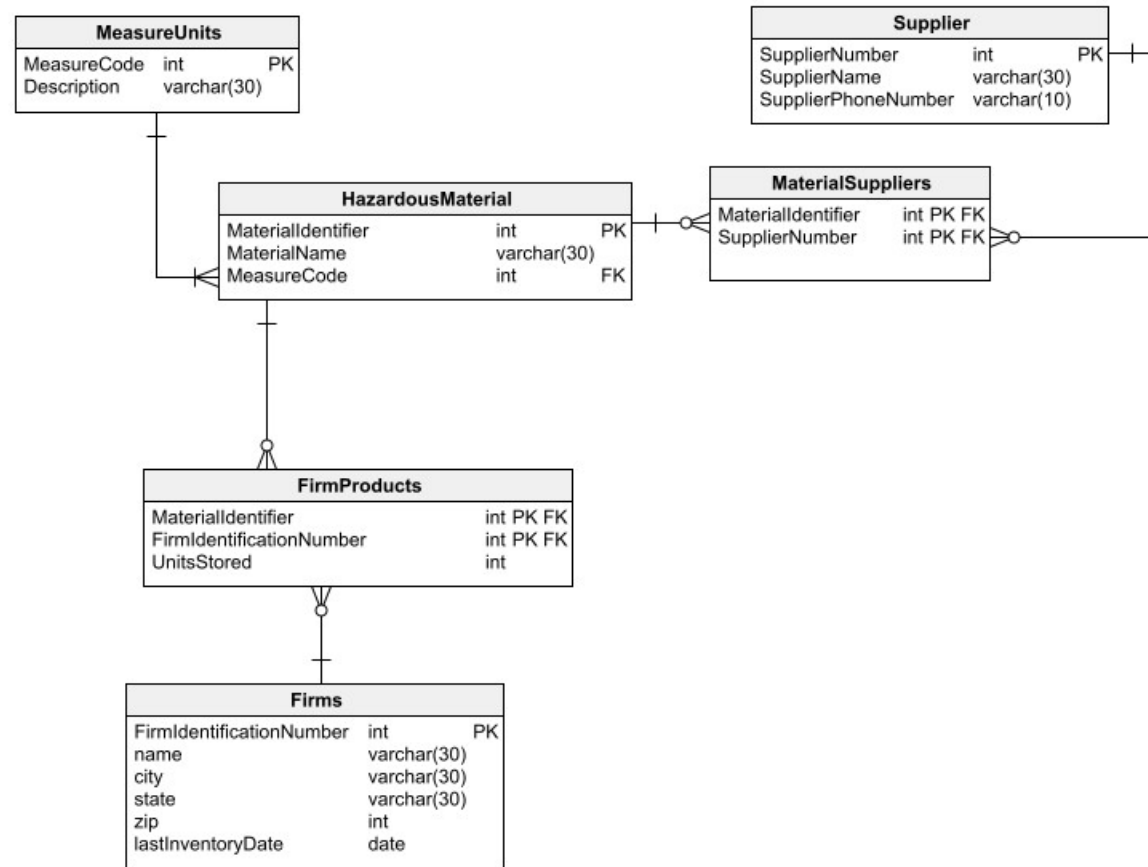 MeasureUnits
MeasureCode int PK
Description varchar(30)
Supplier
SupplierNumber int PK
SupplierName varchar(30)
SupplierPhoneNumber varchar(10)
HazardousMaterial
MaterialIdentifier int PK
MaterialName varchar(30)
MeasureCode int FK
MaterialSuppliers
MaterialIdentifier int PK FK
SupplierNumber int PK FK
FirmProducts
MaterialIdentifier int PK FK
FirmIdentificationNumber int PK FK
UnitsStored int
Firms
FirmIdentificationNumber int PK
name varchar(30)
city varchar(30)
state varchar(30)
zip int
lastInventoryDate date